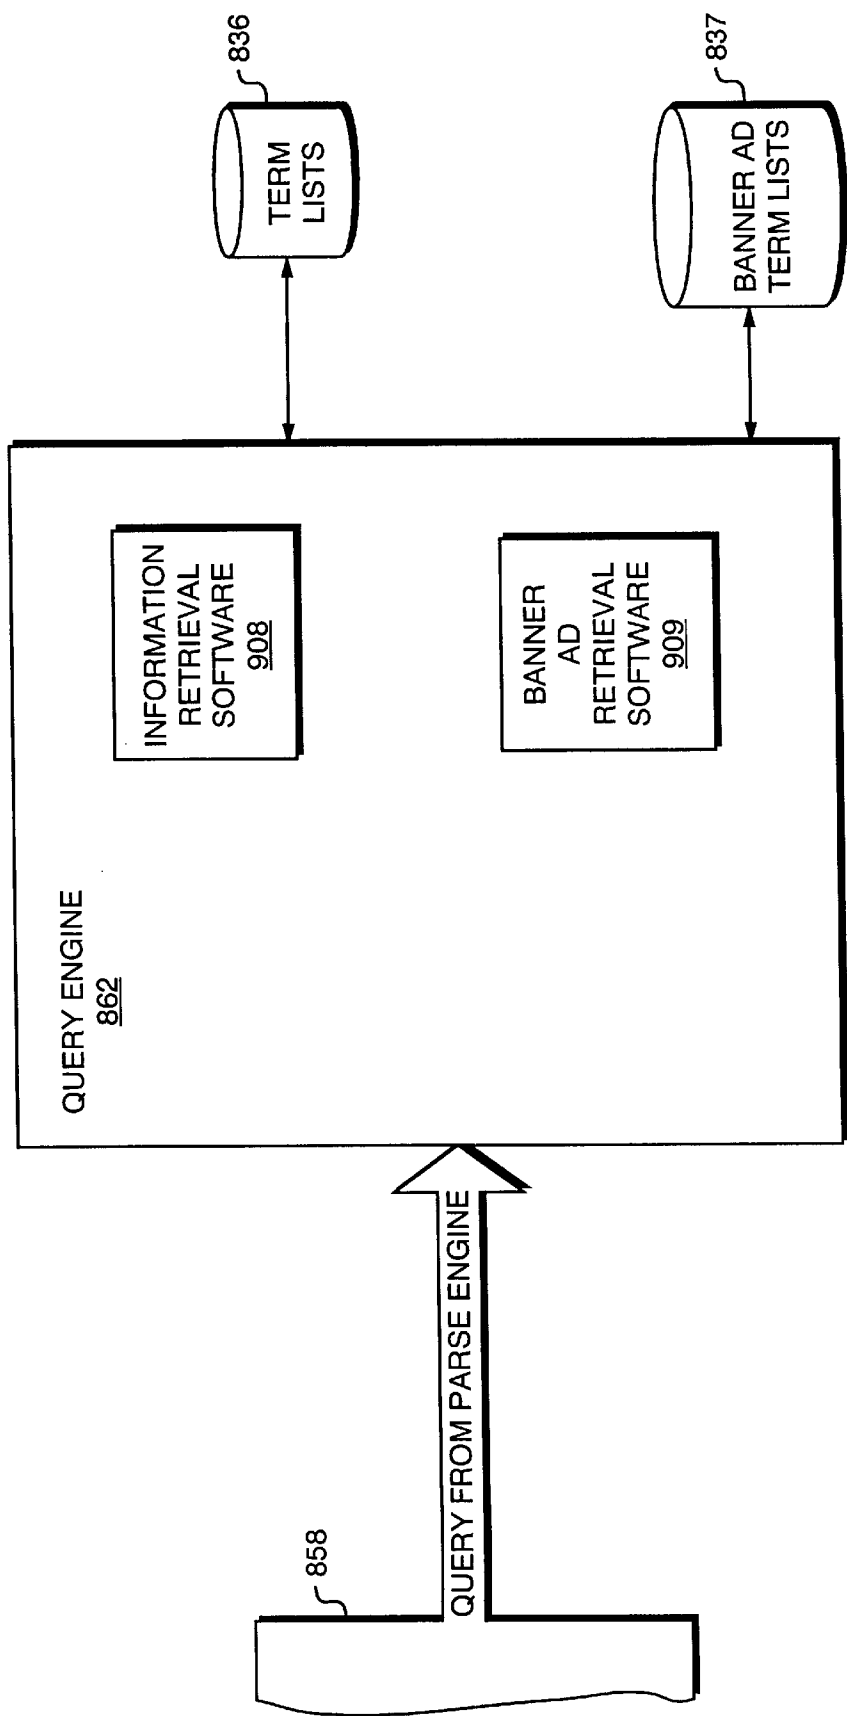 858
QUERY FROM PARSE ENGINE
QUERY ENGINE
862
INFORMATION
RETRIEVAL
SOFTWARE
908
BANNER
AD
RETRIEVAL
SOFTWARE
909
836
TERM
LISTS
837
BANNER AD
TERM LISTS